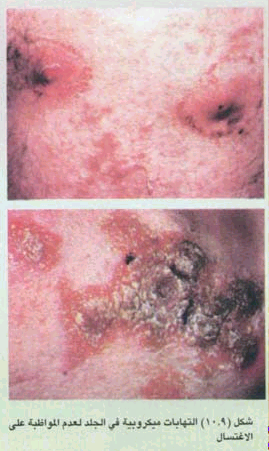 شكل (١٠.٩) التهابات ميكروبية في الجلد لعدم المواظبة على
الاغتسال